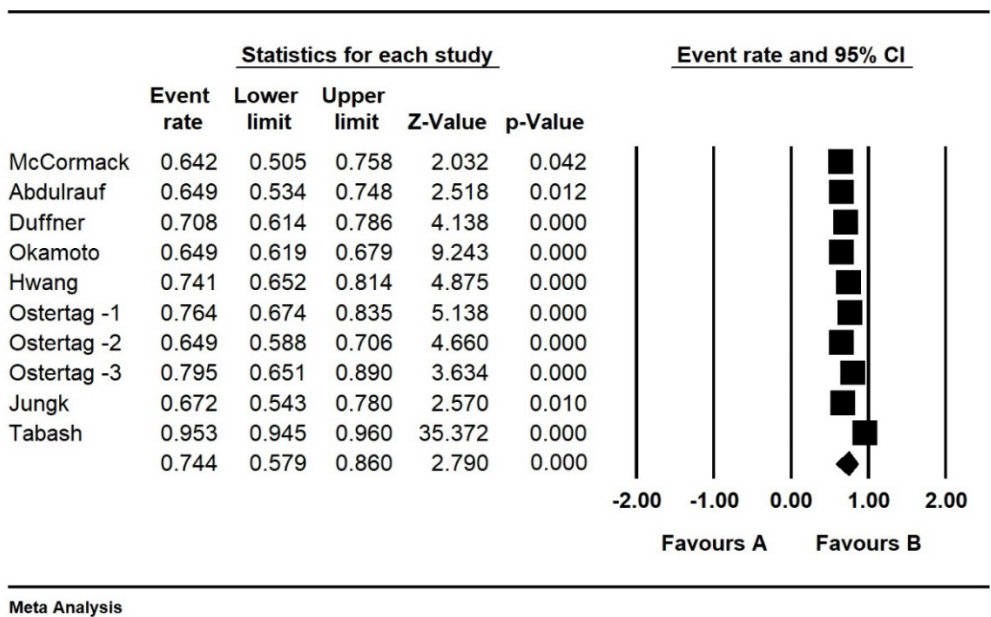 Statistics for each study Event rate and 95% CI
Event Lower Upper
rate limit limit Z-Value p-Value
McCormack 0.642 0.505 0.758 2.032 0.042
Abdulrauf 0.649 0.534 0.748 2.518 0.012
Duffner 0.708 0.614 0.786 4.138 0.000
Okamoto 0.649 0.619 0.679 9.243 0.000
Hwang 0.741 0.652 0.814 4.875 0.000
Ostertag -1 0.764 0.674 0.835 5.138 0.000
Ostertag -2 0.649 0.588 0.706 4.660 0.000
Ostertag -3 0.795 0.651 0.890 3.634 0.000
Jungk 0.672 0.543 0.780 2.570 0.010
Tabash 0.953 0.945 0.960 35.372 0.000
0.744 0.579 0.860 2.790 0.000
-2.00 -1.00 0.00 1.00 2.00
Favours A Favours B
Meta Analysis